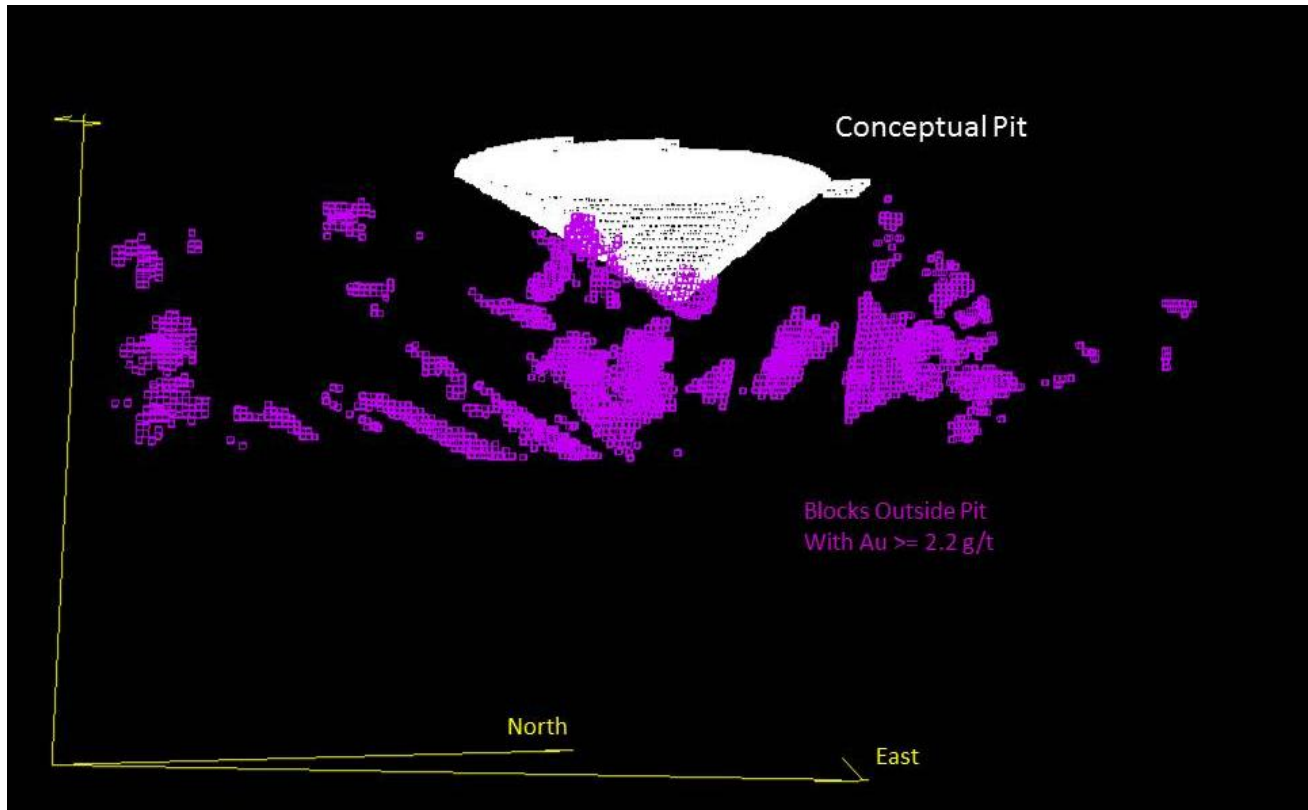 Conceptual Pit
Blocks Outside Pit
With Au >= 2.2 g/t
North
East